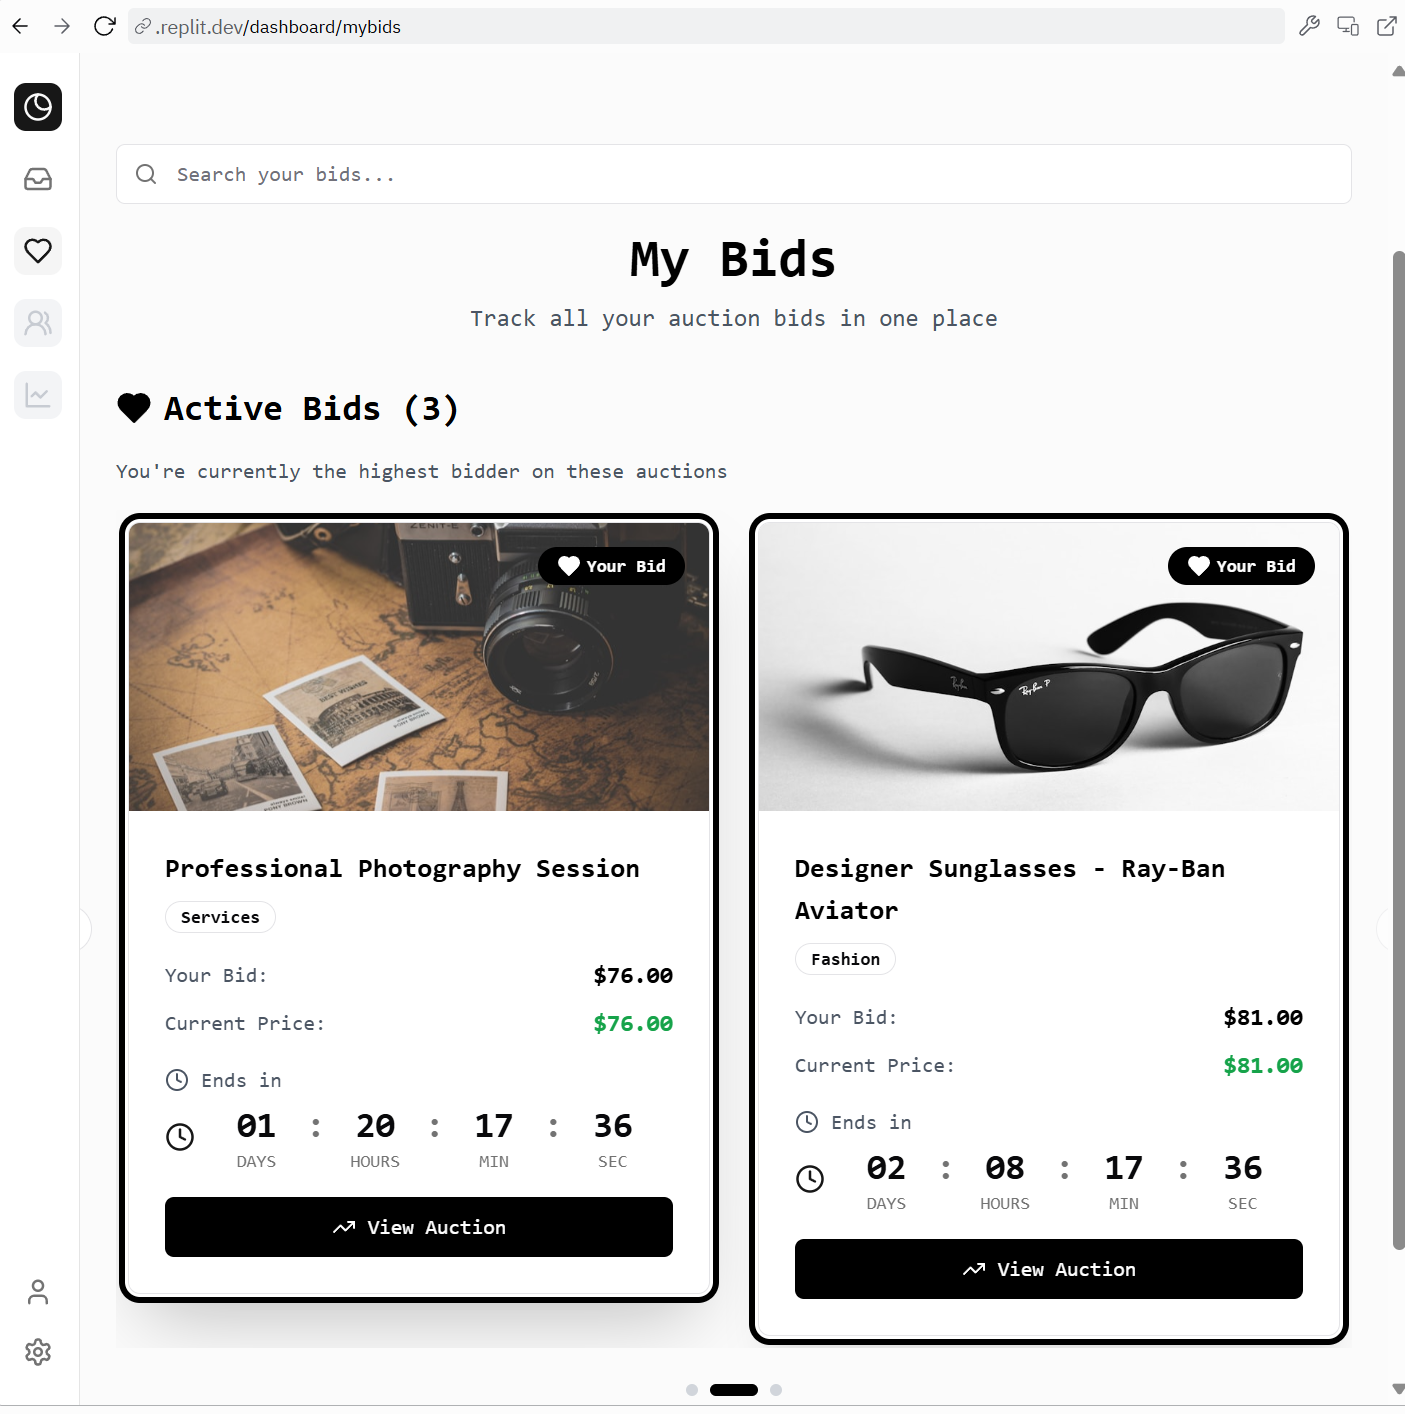 .replit.dev/dashboard/mybids
Search your bids...
My Bids
Track all your auction bids in one place
Active Bids (3)
You're currently the highest bidder on these auctions
ZENIT-E
Your Bid
Professional Photography Session
Services
Your Bid: $76.00
Current Price: $76.00
Ends in
01 : 20 : 17 : 36
DAYS HOURS MIN SEC
View Auction
Your Bid
Ray-Ban P
Designer Sunglasses - Ray-Ban
Aviator
Fashion
Your Bid: $81.00
Current Price: $81.00
Ends in
02 : 08 : 17 : 36
DAYS HOURS MIN SEC
View Auction